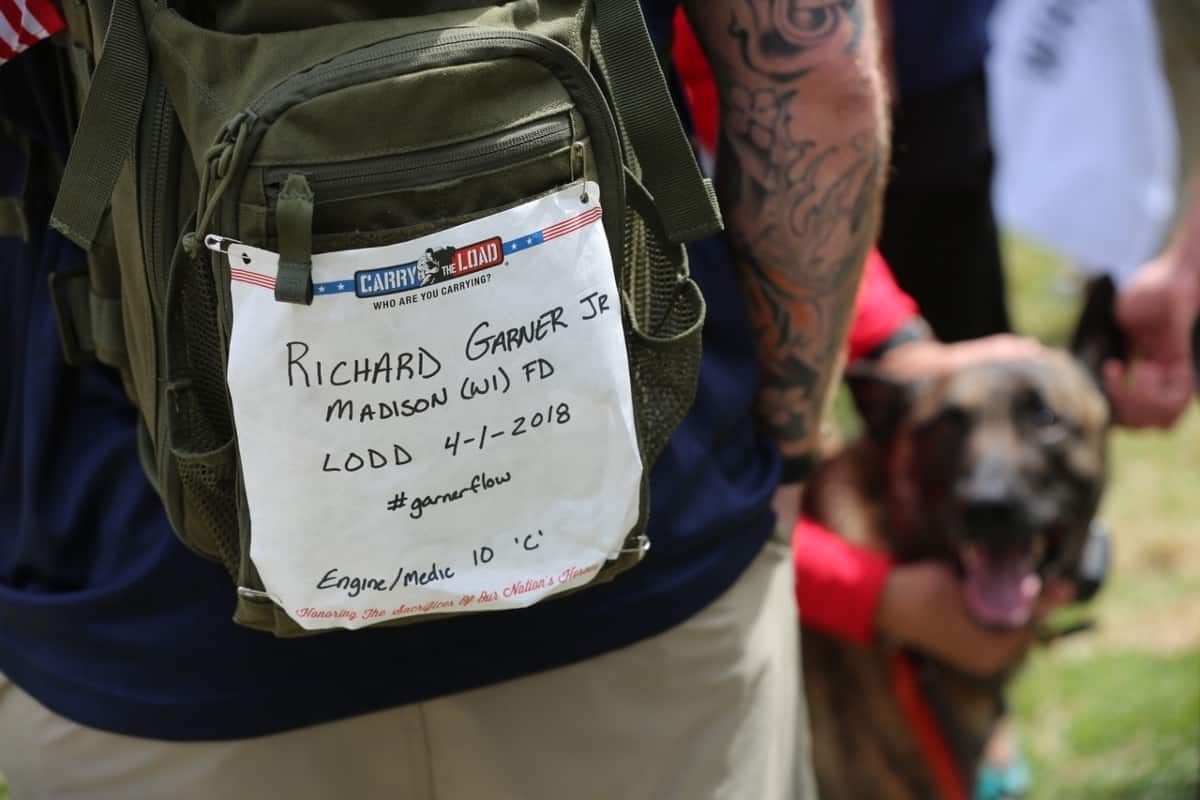 CARRY THE LOAD
WHO ARE YOU CARRYING?
RICHARD GARNER JR
MADISON (WI) FD
LODD 4-1-2018
#garnerflow
Engine/Medic 10 'C'
Honoring The Sacrifices Of Our Nation's Heroes